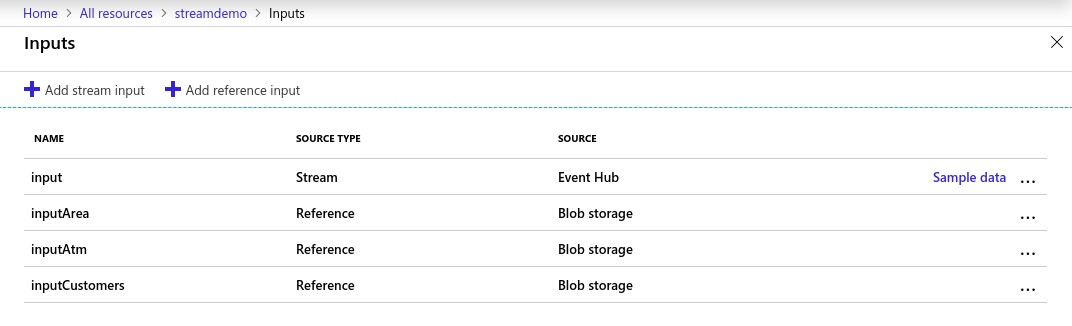 Home > All resources > streamdemo > Inputs
Inputs
Add stream input Add reference input
NAME SOURCE TYPE SOURCE
input Stream Event Hub Sample data ...
inputArea Reference Blob storage ...
inputAtm Reference Blob storage ...
inputCustomers Reference Blob storage ...